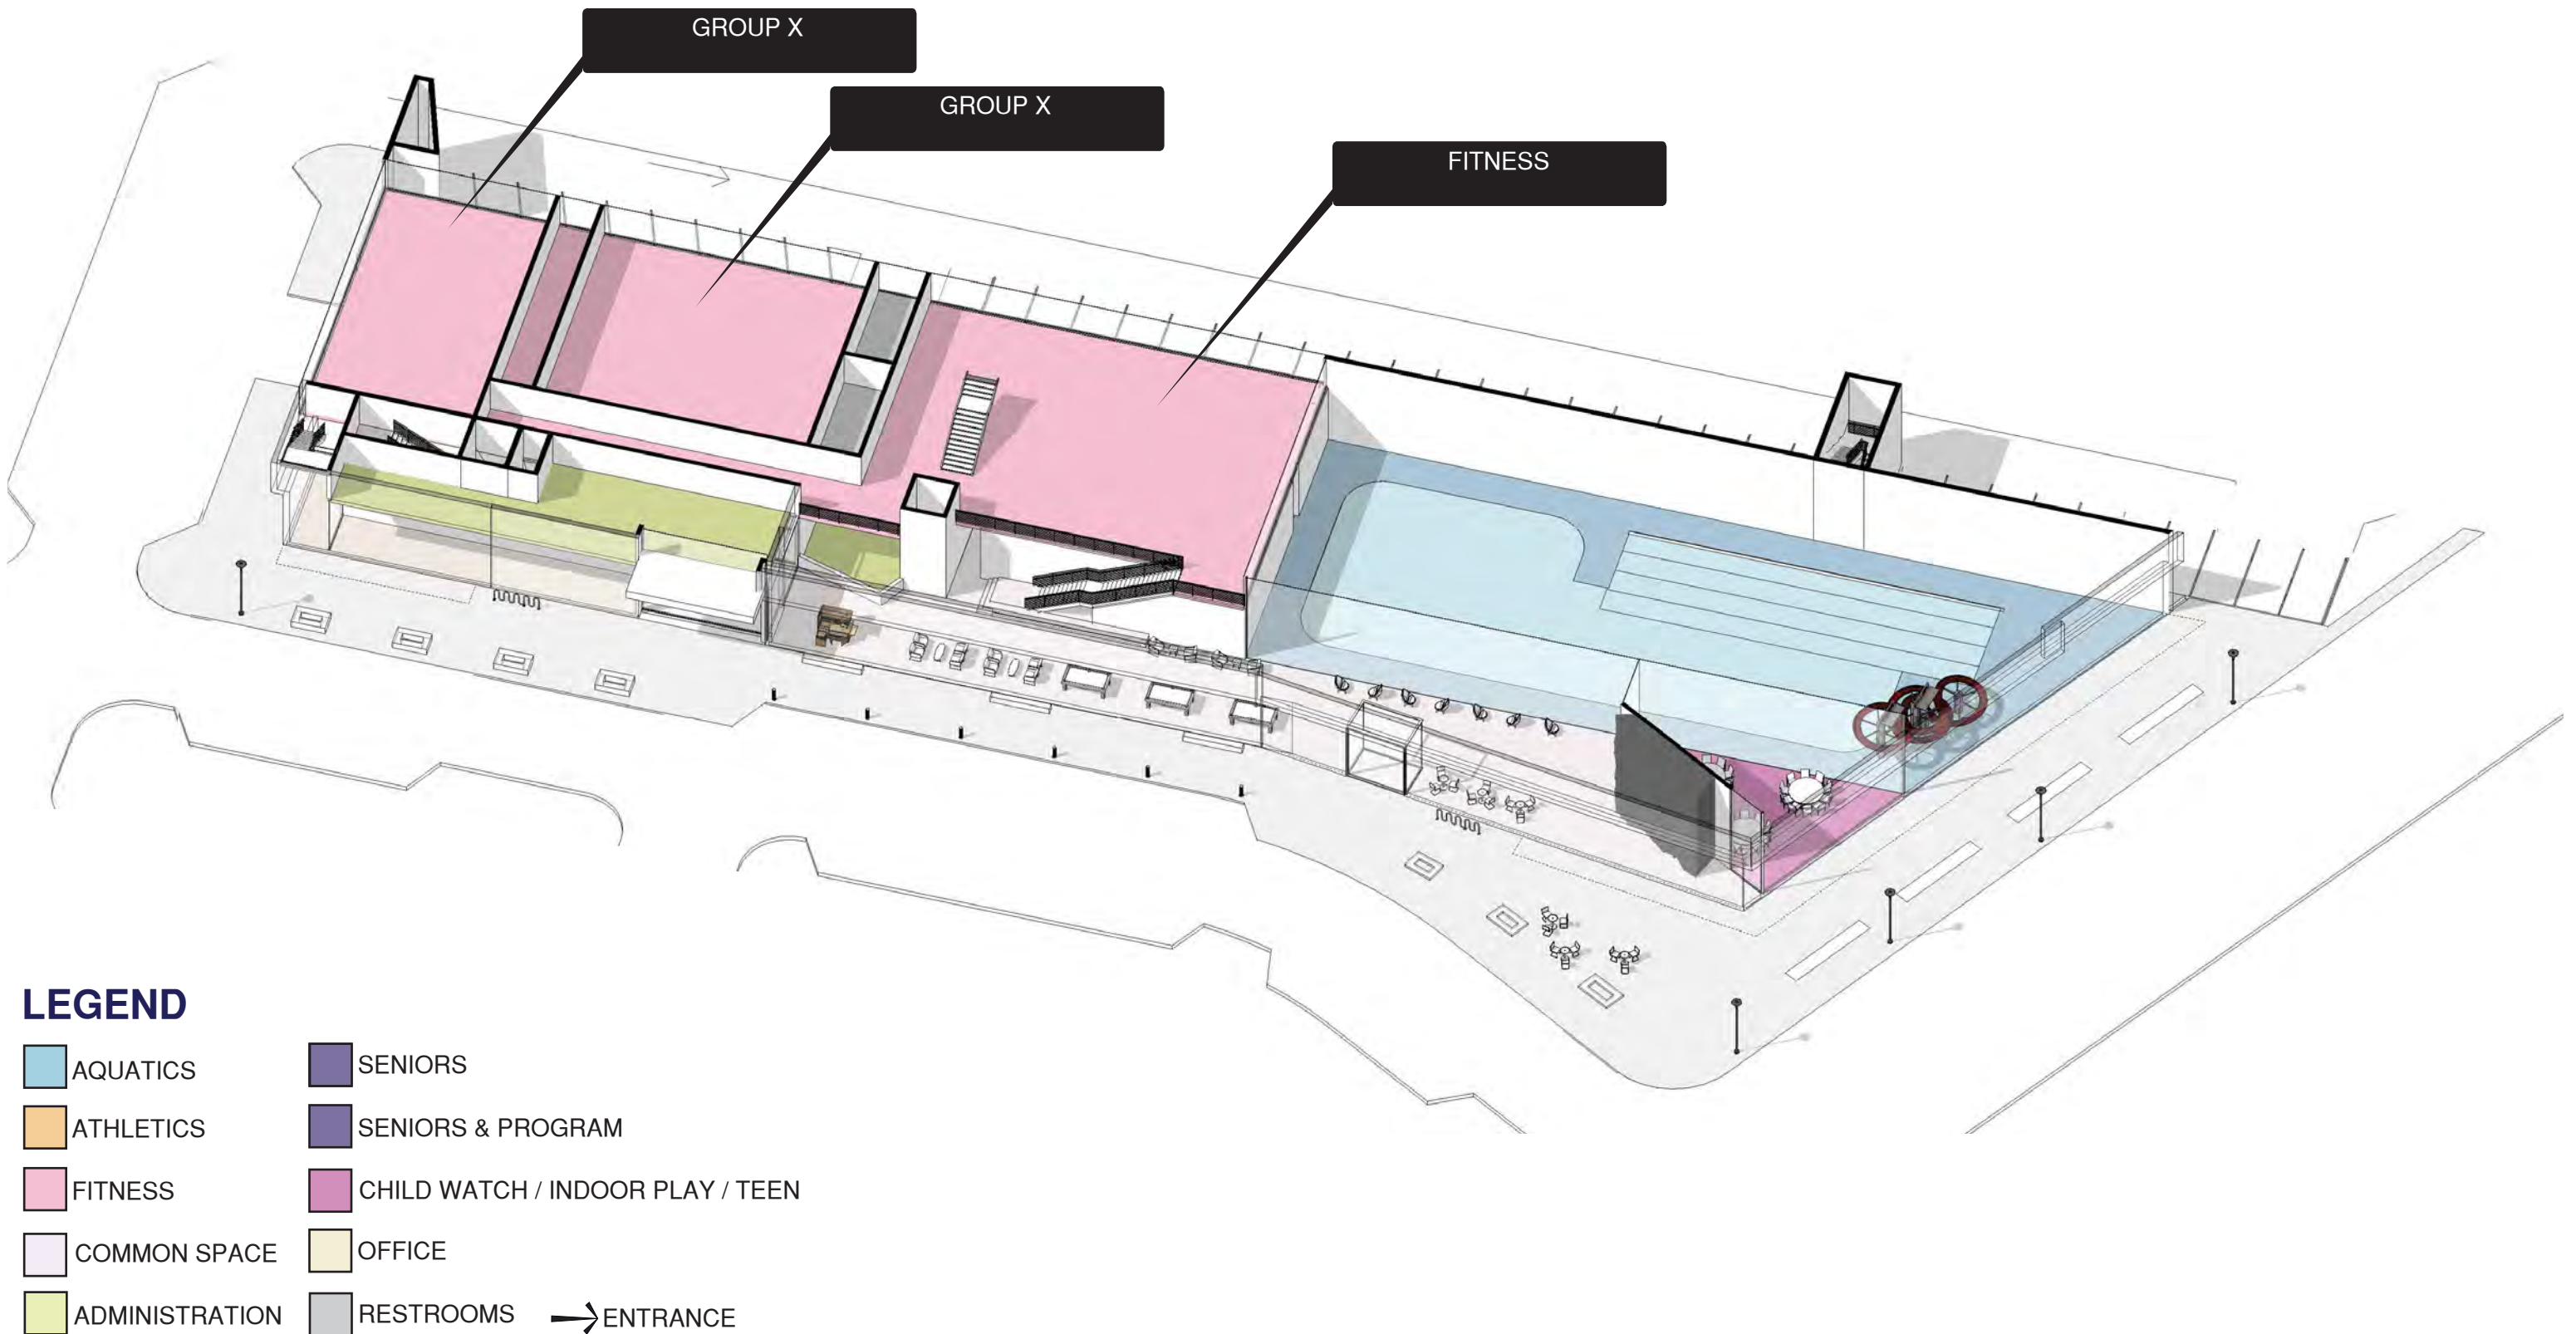 GROUP X
GROUP X
FITNESS
LEGEND
AQUATICS
ATHLETICS
FITNESS
COMMON SPACE
ADMINISTRATION
SENIORS
SENIORS & PROGRAM
CHILD WATCH / INDOOR PLAY / TEEN
OFFICE
RESTROOMS
ENTRANCE